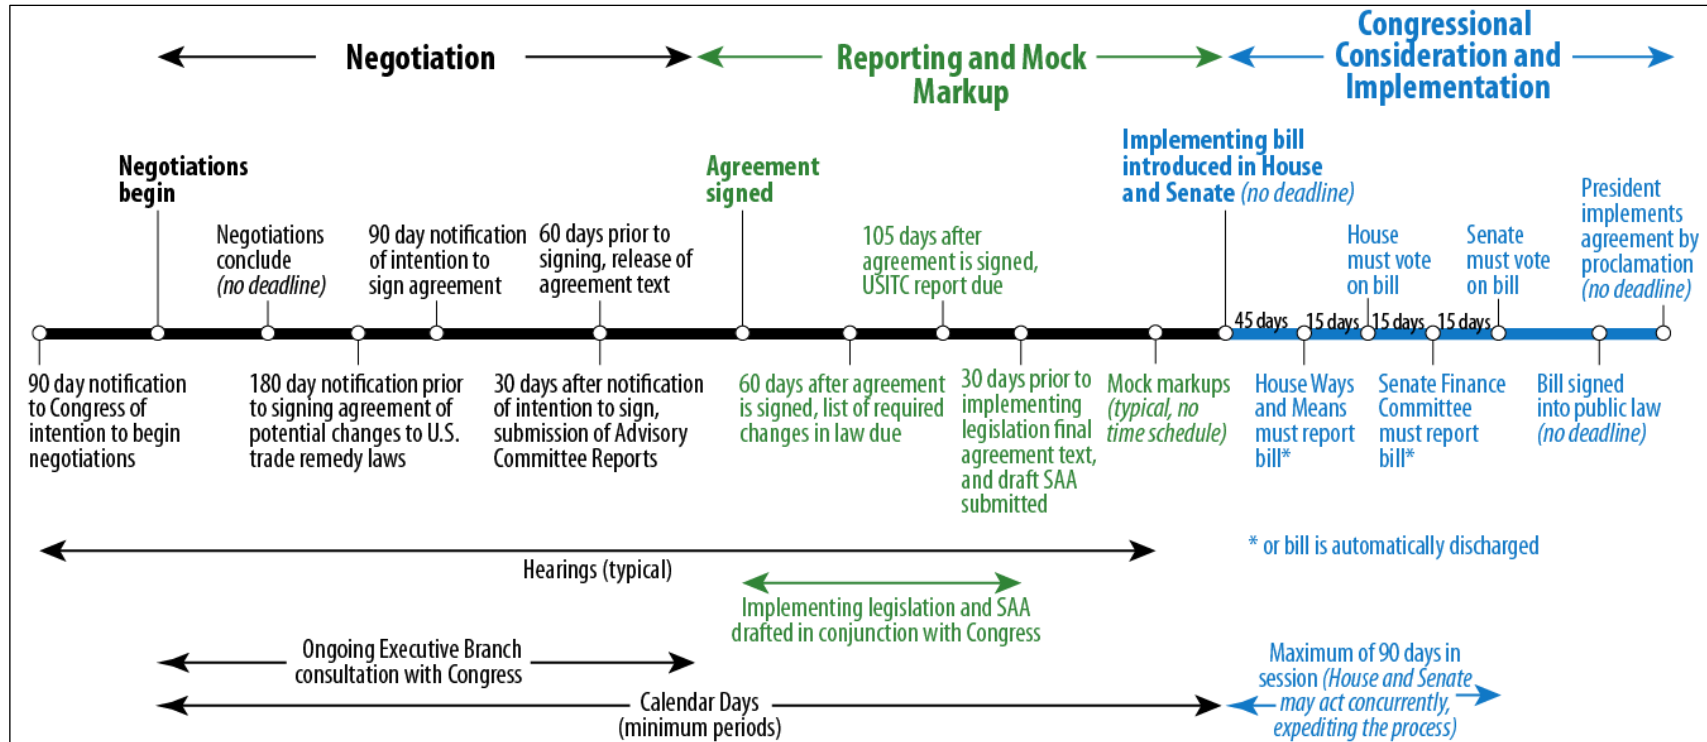 Negotiation
Reporting and Mock
Markup
Congressional
Consideration and
Implementation
Negotiations
begin
Agreement
signed
Implementing bill
introduced in House
and Senate (no deadline)
Negotiations
conclude
(no deadline)
90 day notification
of intention to
sign agreement
60 days prior to
signing, release of
agreement text
105 days after
agreement is signed,
USITC report due
House
must vote
on bill
Senate
must vote
on bill
President
implements
agreement by
proclamation
(no deadline)
45 days
15 days
15 days
15 days
90 day notification
to Congress of
intention to begin
negotiations
180 day notification prior
to signing agreement of
potential changes to U.S.
trade remedy laws
30 days after notification
of intention to sign,
submission of Advisory
Committee Reports
60 days after agreement
is signed, list of required
changes in law due
30 days prior to
implementing
legislation final
agreement text,
and draft SAA
submitted
Mock markups
(typical, no
time schedule)
House Ways
and Means
must report
bill*
Senate Finance
Committee
must report
bill*
Bill signed
into public law
(no deadline)
* or bill is automatically discharged
Hearings (typical)
Implementing legislation and SAA
drafted in conjunction with Congress
Ongoing Executive Branch
consultation with Congress
Calendar Days
(minimum periods)
Maximum of 90 days in
session (House and Senate
may act concurrently,
expediting the process)